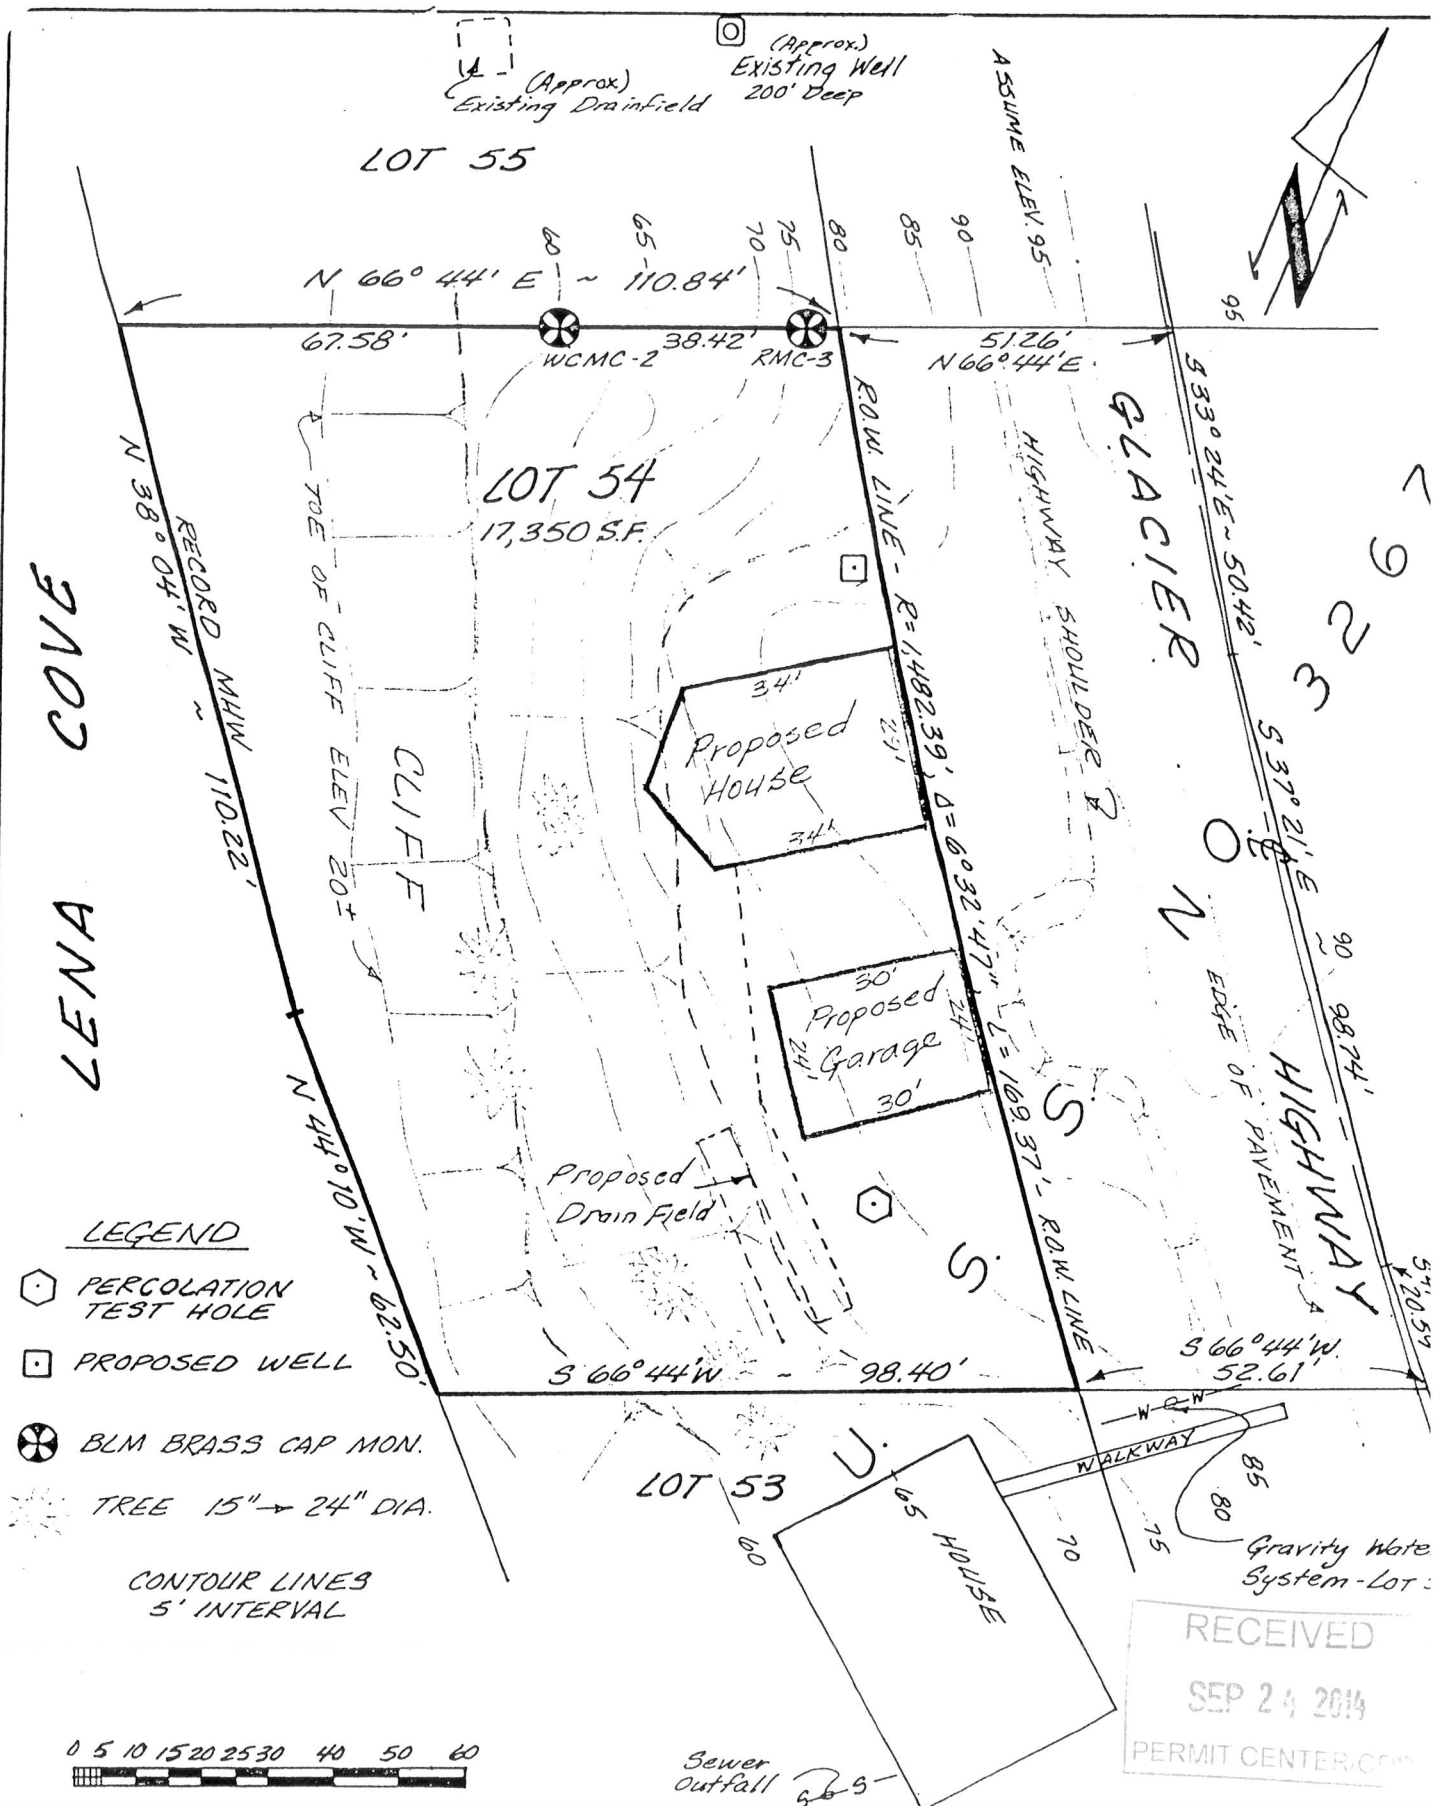 (Approx)
Existing Drainfield
(Approx.)
Existing Well
200' Deep
LOT 55
ASSUME ELEV. 95
60
65
70
75
80
85
90
95
N 66° 44' E ~ 110.84'
67.58'
WCMC-2
38.42'
RMC-3
51.26'
N 66° 44' E
LOT 54
17,350 S.F.
N 38° 04' W ~ 110.22'
RECORD MHW
TOE OF CLIFF ELEV 20±
CLIFF
LENA COVE
R.O.W. LINE - R= 1,482.39', Δ= 6° 32' 47", L= 169.37' - R.O.W. LINE
HIGHWAY SHOULDER
GLACIER
HIGHWAY
S 33° 24' E ~ 50.42'
S 37° 21' E ~ 98.74'
90
EDGE OF PAVEMENT
U. S. S. NO. 3267
34'
Proposed
House
29'
34'
30'
Proposed
Garage
24'
24'
30'
Proposed
Drain Field
N 44° 10' W ~ 62.50'
S 66° 44' W - 98.40'
S 66° 44' W
52.61'
20.59
LEGEND
PERCOLATION
TEST HOLE
PROPOSED WELL
BLM BRASS CAP MON.
TREE 15" → 24" DIA.
CONTOUR LINES
5' INTERVAL
LOT 53
60
65
HOUSE
70
75
80
85
W W
WALKWAY
Gravity Wate
System - LOT
RECEIVED
SEP 24 2014
PERMIT CENTER/CD
0 5 10 15 20 25 30 40 50 60
Sewer
Outfall
S S